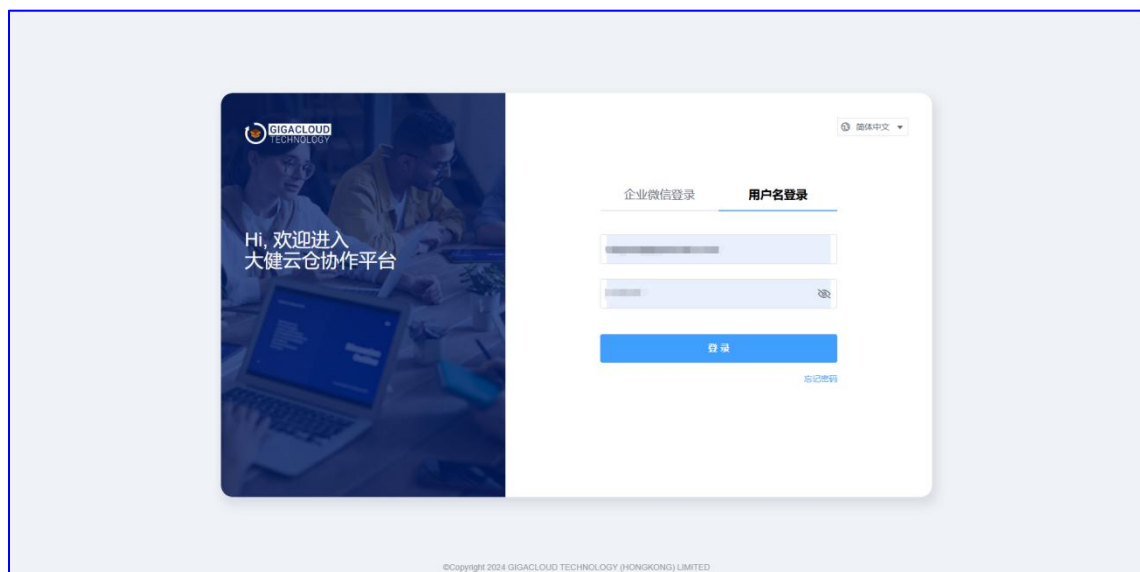 GIGACLOUD
TECHNOLOGY
简体中文
企业微信登录
用户名登录
Hi, 欢迎进入
大健云仓协作平台
登录
忘记密码
©Copyright 2024 GIGACLOUD TECHNOLOGY (HONGKONG) LIMITED